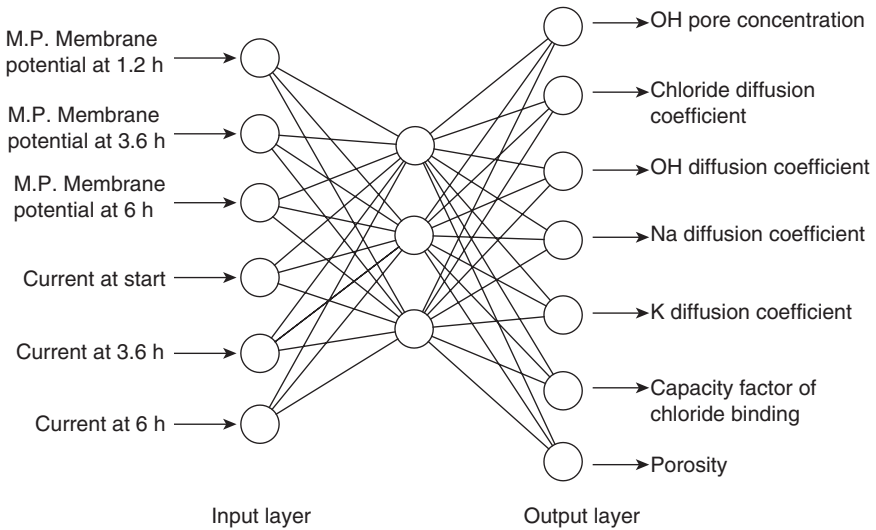 M.P. Membrane
potential at 1.2 h
M.P. Membrane
potential at 3.6 h
M.P. Membrane
potential at 6 h
Current at start
Current at 3.6 h
Current at 6 h
Input layer
OH pore concentration
Chloride diffusion
coefficient
OH diffusion coefficient
Na diffusion coefficient
K diffusion coefficient
Capacity factor of
chloride binding
Porosity
Output layer